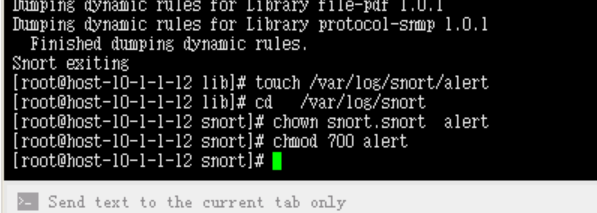 Dumping dynamic rules for Library file-pdf 1.0.1
Dumping dynamic rules for Library protocol-snmp 1.0.1
  Finished dumping dynamic rules.
Snort exiting
[root@host-10-1-1-12 lib]# touch /var/log/snort/alert
[root@host-10-1-1-12 lib]# cd   /var/log/snort
[root@host-10-1-1-12 snort]# chown snort.snort  alert
[root@host-10-1-1-12 snort]# chmod 700 alert
[root@host-10-1-1-12 snort]#
Send text to the current tab only